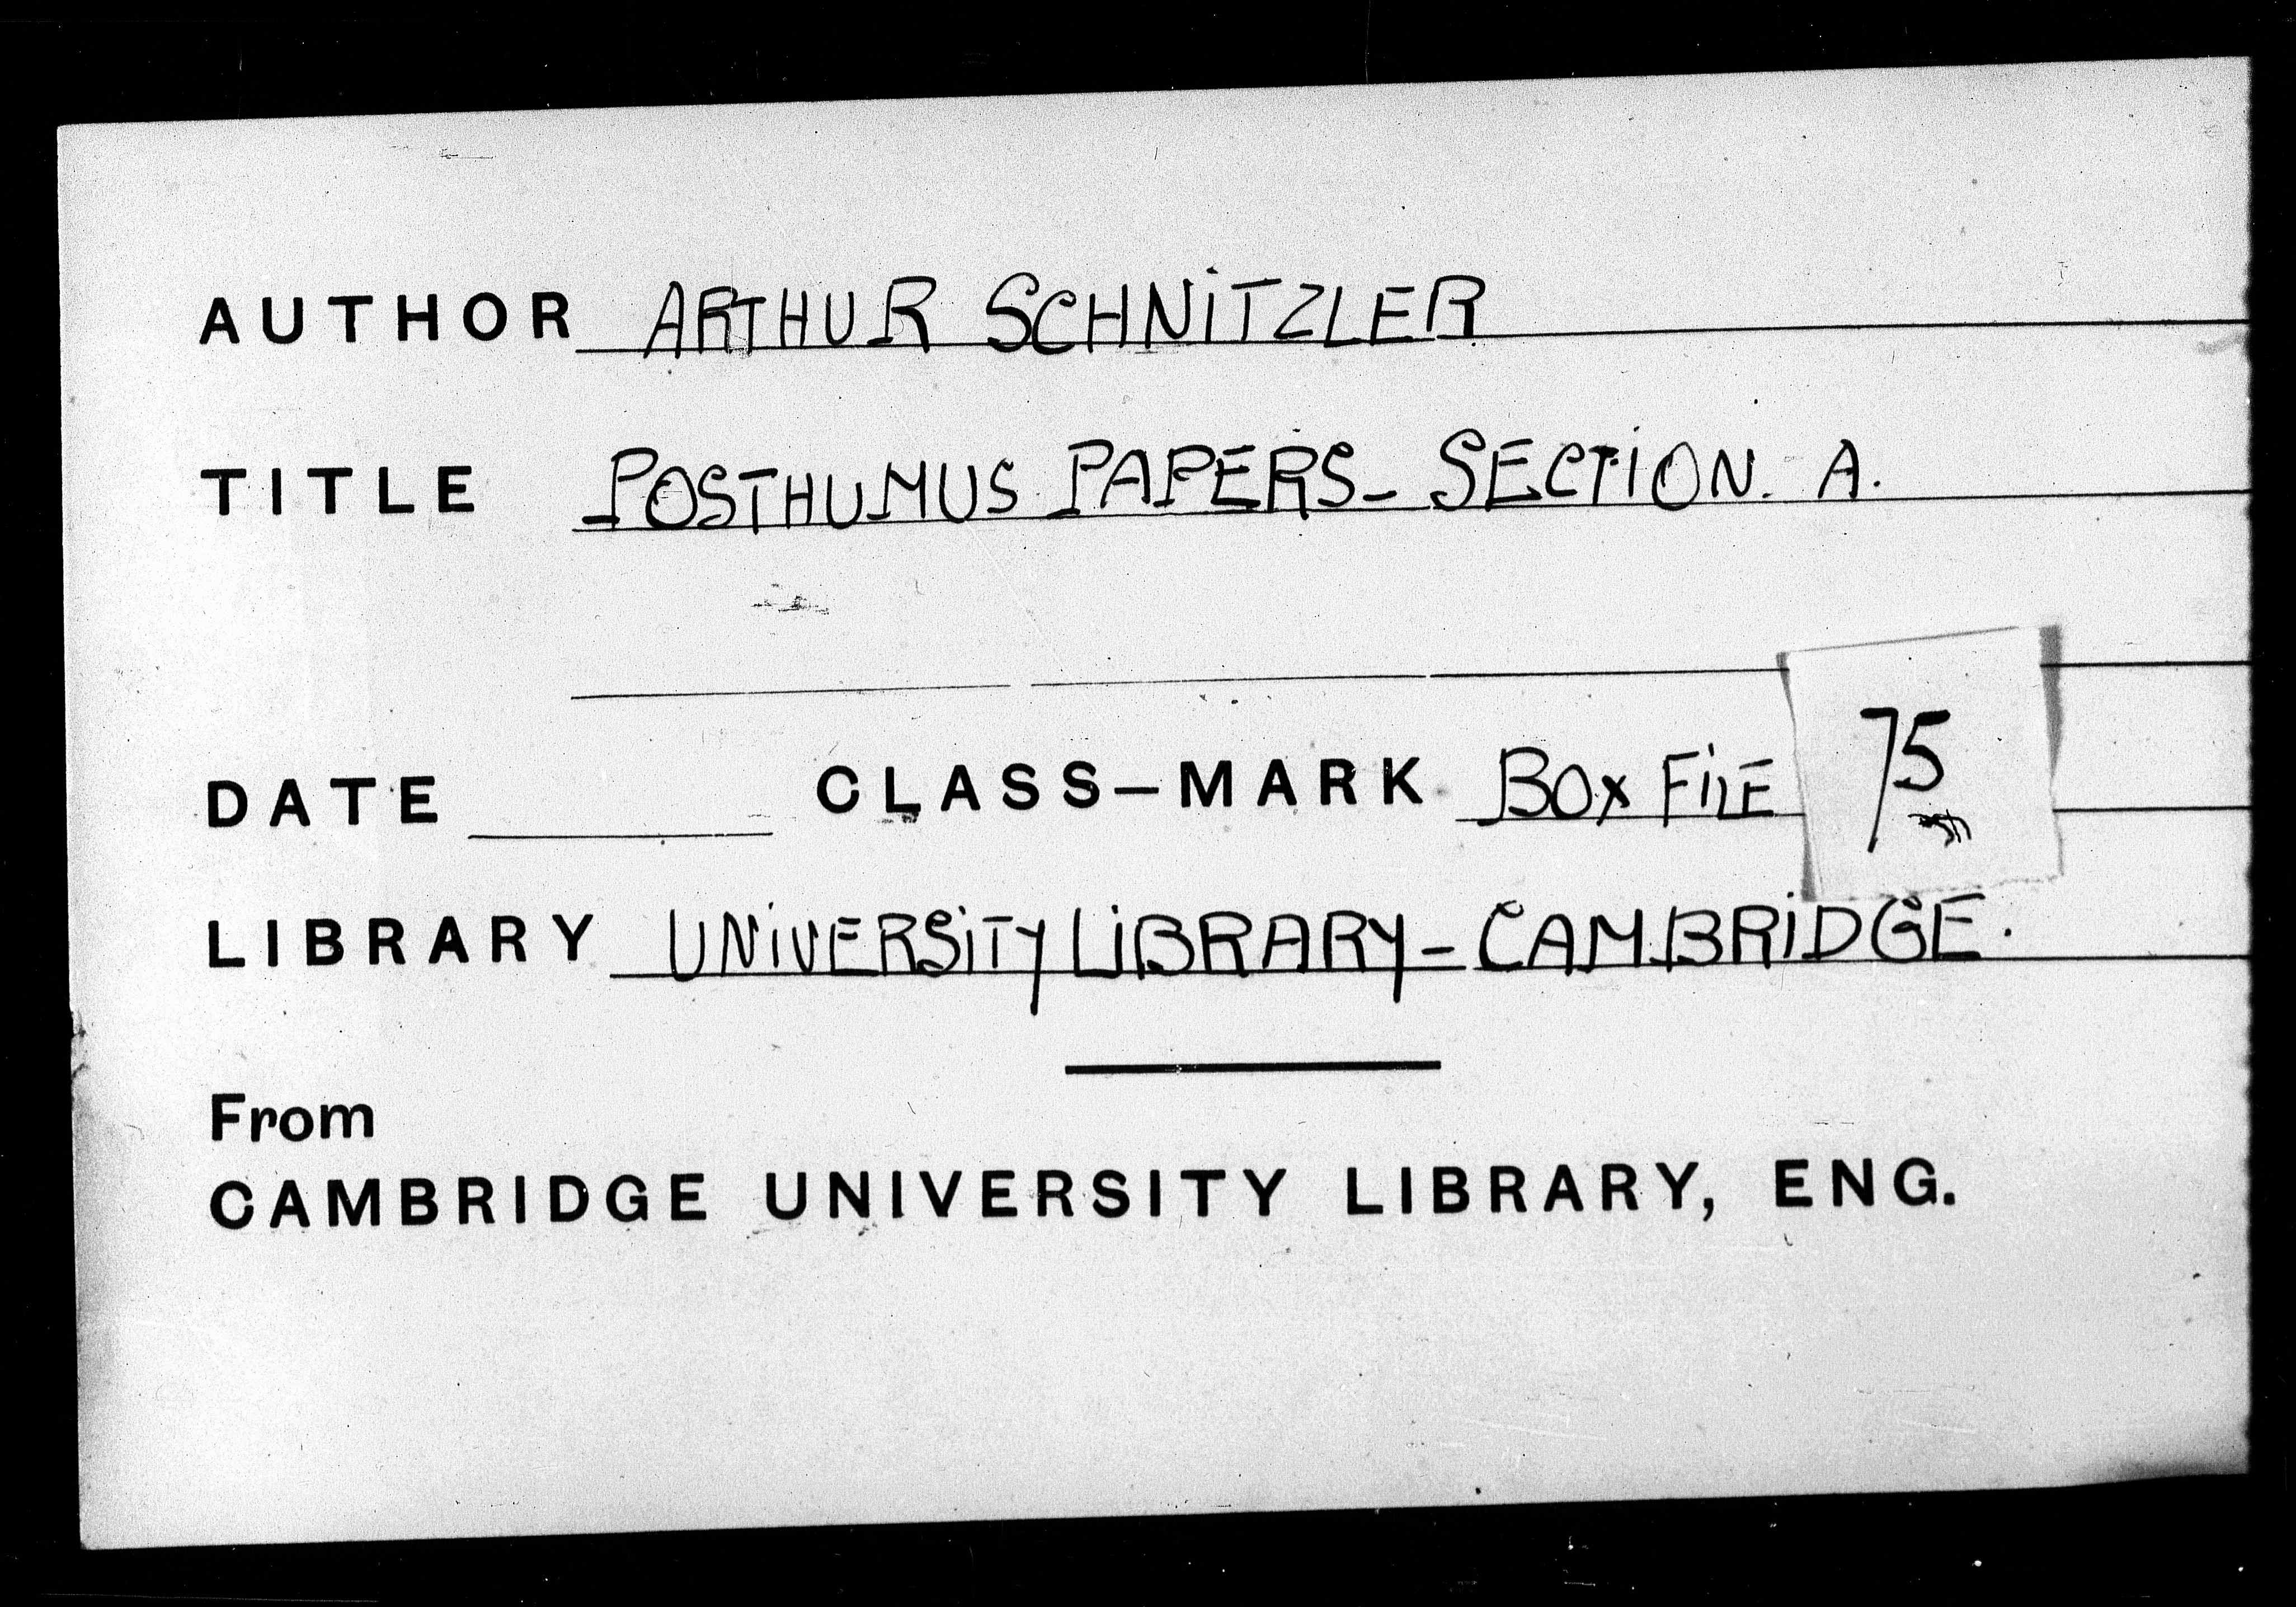 AUTHOR ARTHUR SCHNITZLER
TITLE POSTHUMUS PAPERS- SECTION. A.
DATE CLASS-MARK BOX FILE 75
LIBRARY UNIVERSITY LIBRARY - CAMBRIDGE.
From
CAMBRIDGE UNIVERSITY LIBRARY, ENG.